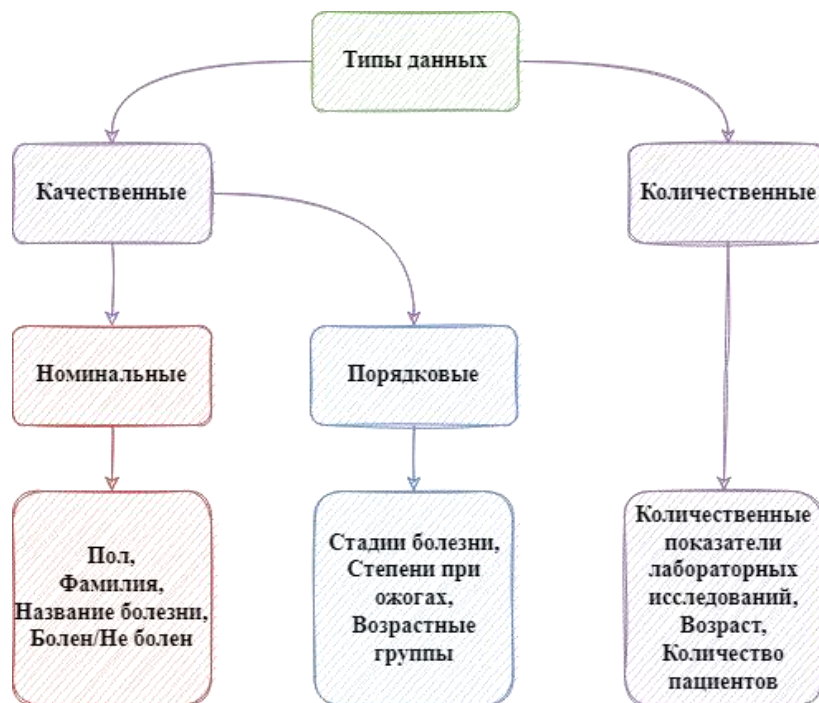 Типы данных
Качественные
Количественные
Номинальные
Порядковые
Пол,
Фамилия,
Название болезни,
Болен/Не болен
Стадии болезни,
Степени при
ожогах,
Возрастные
группы
Количественные
показатели
лабораторных
исследований,
Возраст,
Количество
пациентов